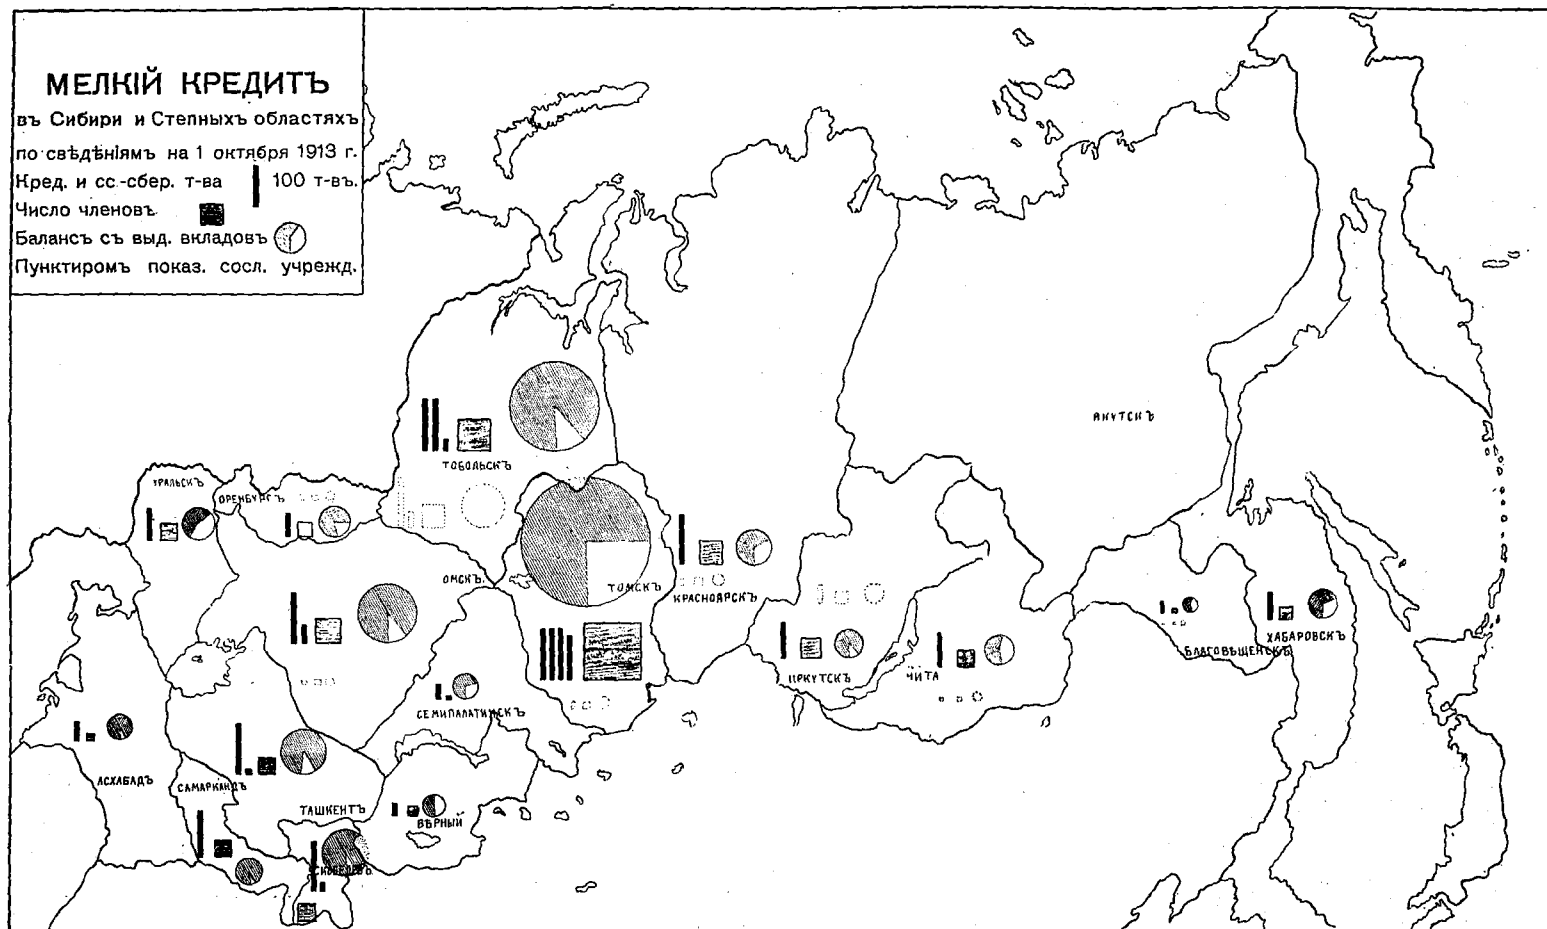 МЕЛКІЙ КРЕДИТЪ
въ Сибири и Степныхъ областяхъ
по свѣдѣніямъ на 1 октября 1913 г.
Кред. и сс.-сбер. т-ва 100 т-въ.
Число членовъ
Балансъ съ выд. вкладовъ
Пунктиромъ показ. сосл. учрежд.
ЯКУТСКЪ
ТОБОЛЬСКЪ
УРАЛЬСКЪ
ОРЕНБУРГЪ
ОМСКЪ
ТОМСКЪ
КРАСНОЯРСКЪ
ХАБАРОВСКЪ
БЛАГОВѢЩЕНСКЪ
ИРКУТСКЪ
ЧИТА
СЕМИПАЛАТИНСКЪ
АСХАБАДЪ
САМАРКАНДЪ
ТАШКЕНТЪ
ВѢРНЫЙ